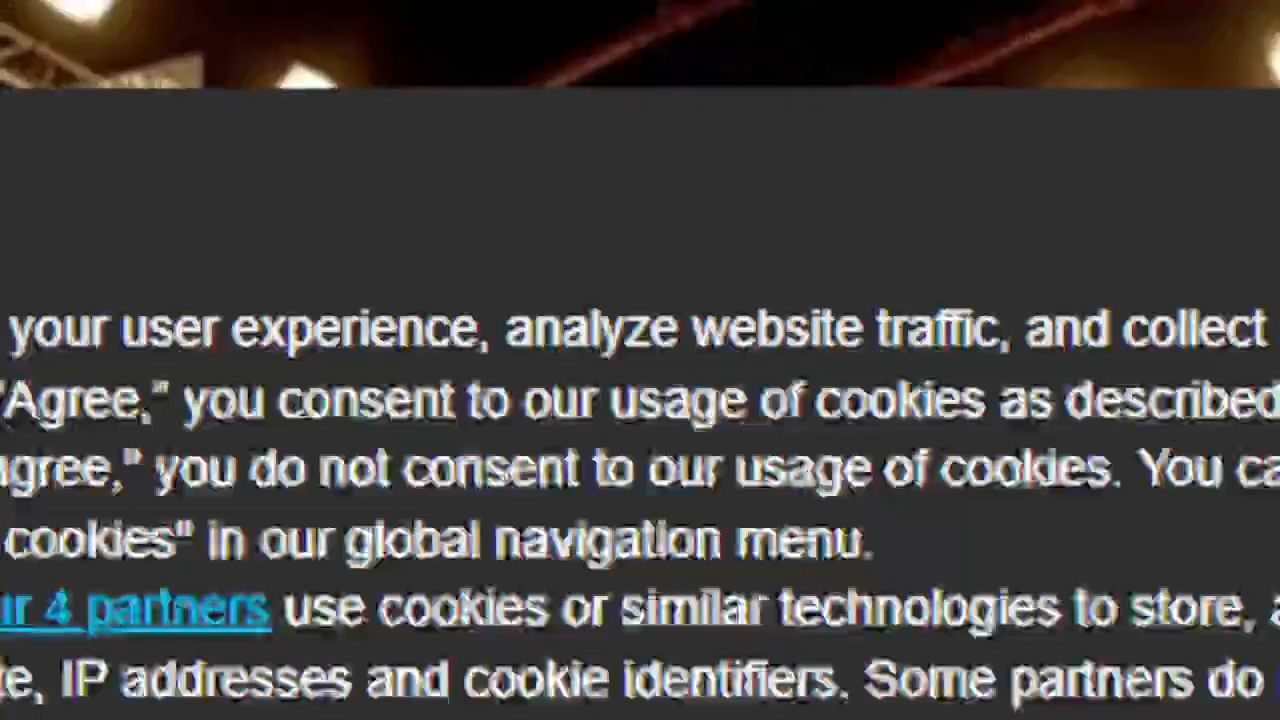 your user experience, analyze website traffic, and collect
"Agree," you consent to our usage of cookies as described
agree," you do not consent to our usage of cookies. You ca
cookies" in our global navigation menu.
ur 4 partners use cookies or similar technologies to store, a
te, IP addresses and cookie identifiers. Some partners do